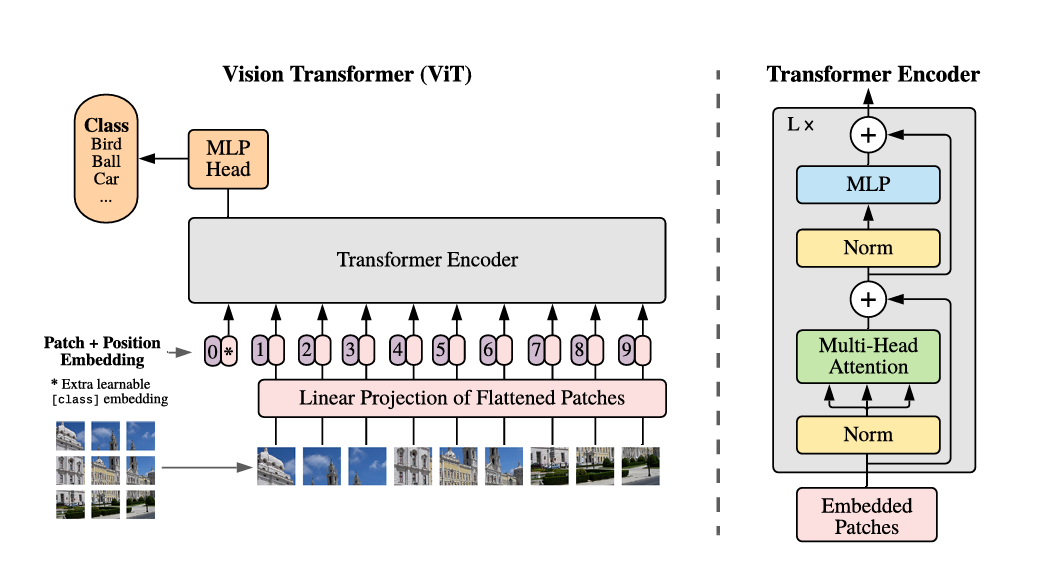 Vision Transformer (ViT)
Class
Bird
Ball
Car
...
MLP
Head
Transformer Encoder
Patch + Position
Embedding
0 * 1 2 3 4 5 6 7 8 9
* Extra learnable
[class] embedding
Linear Projection of Flattened Patches
Transformer Encoder
L ×
+
MLP
Norm
+
Multi-Head
Attention
Norm
Embedded
Patches